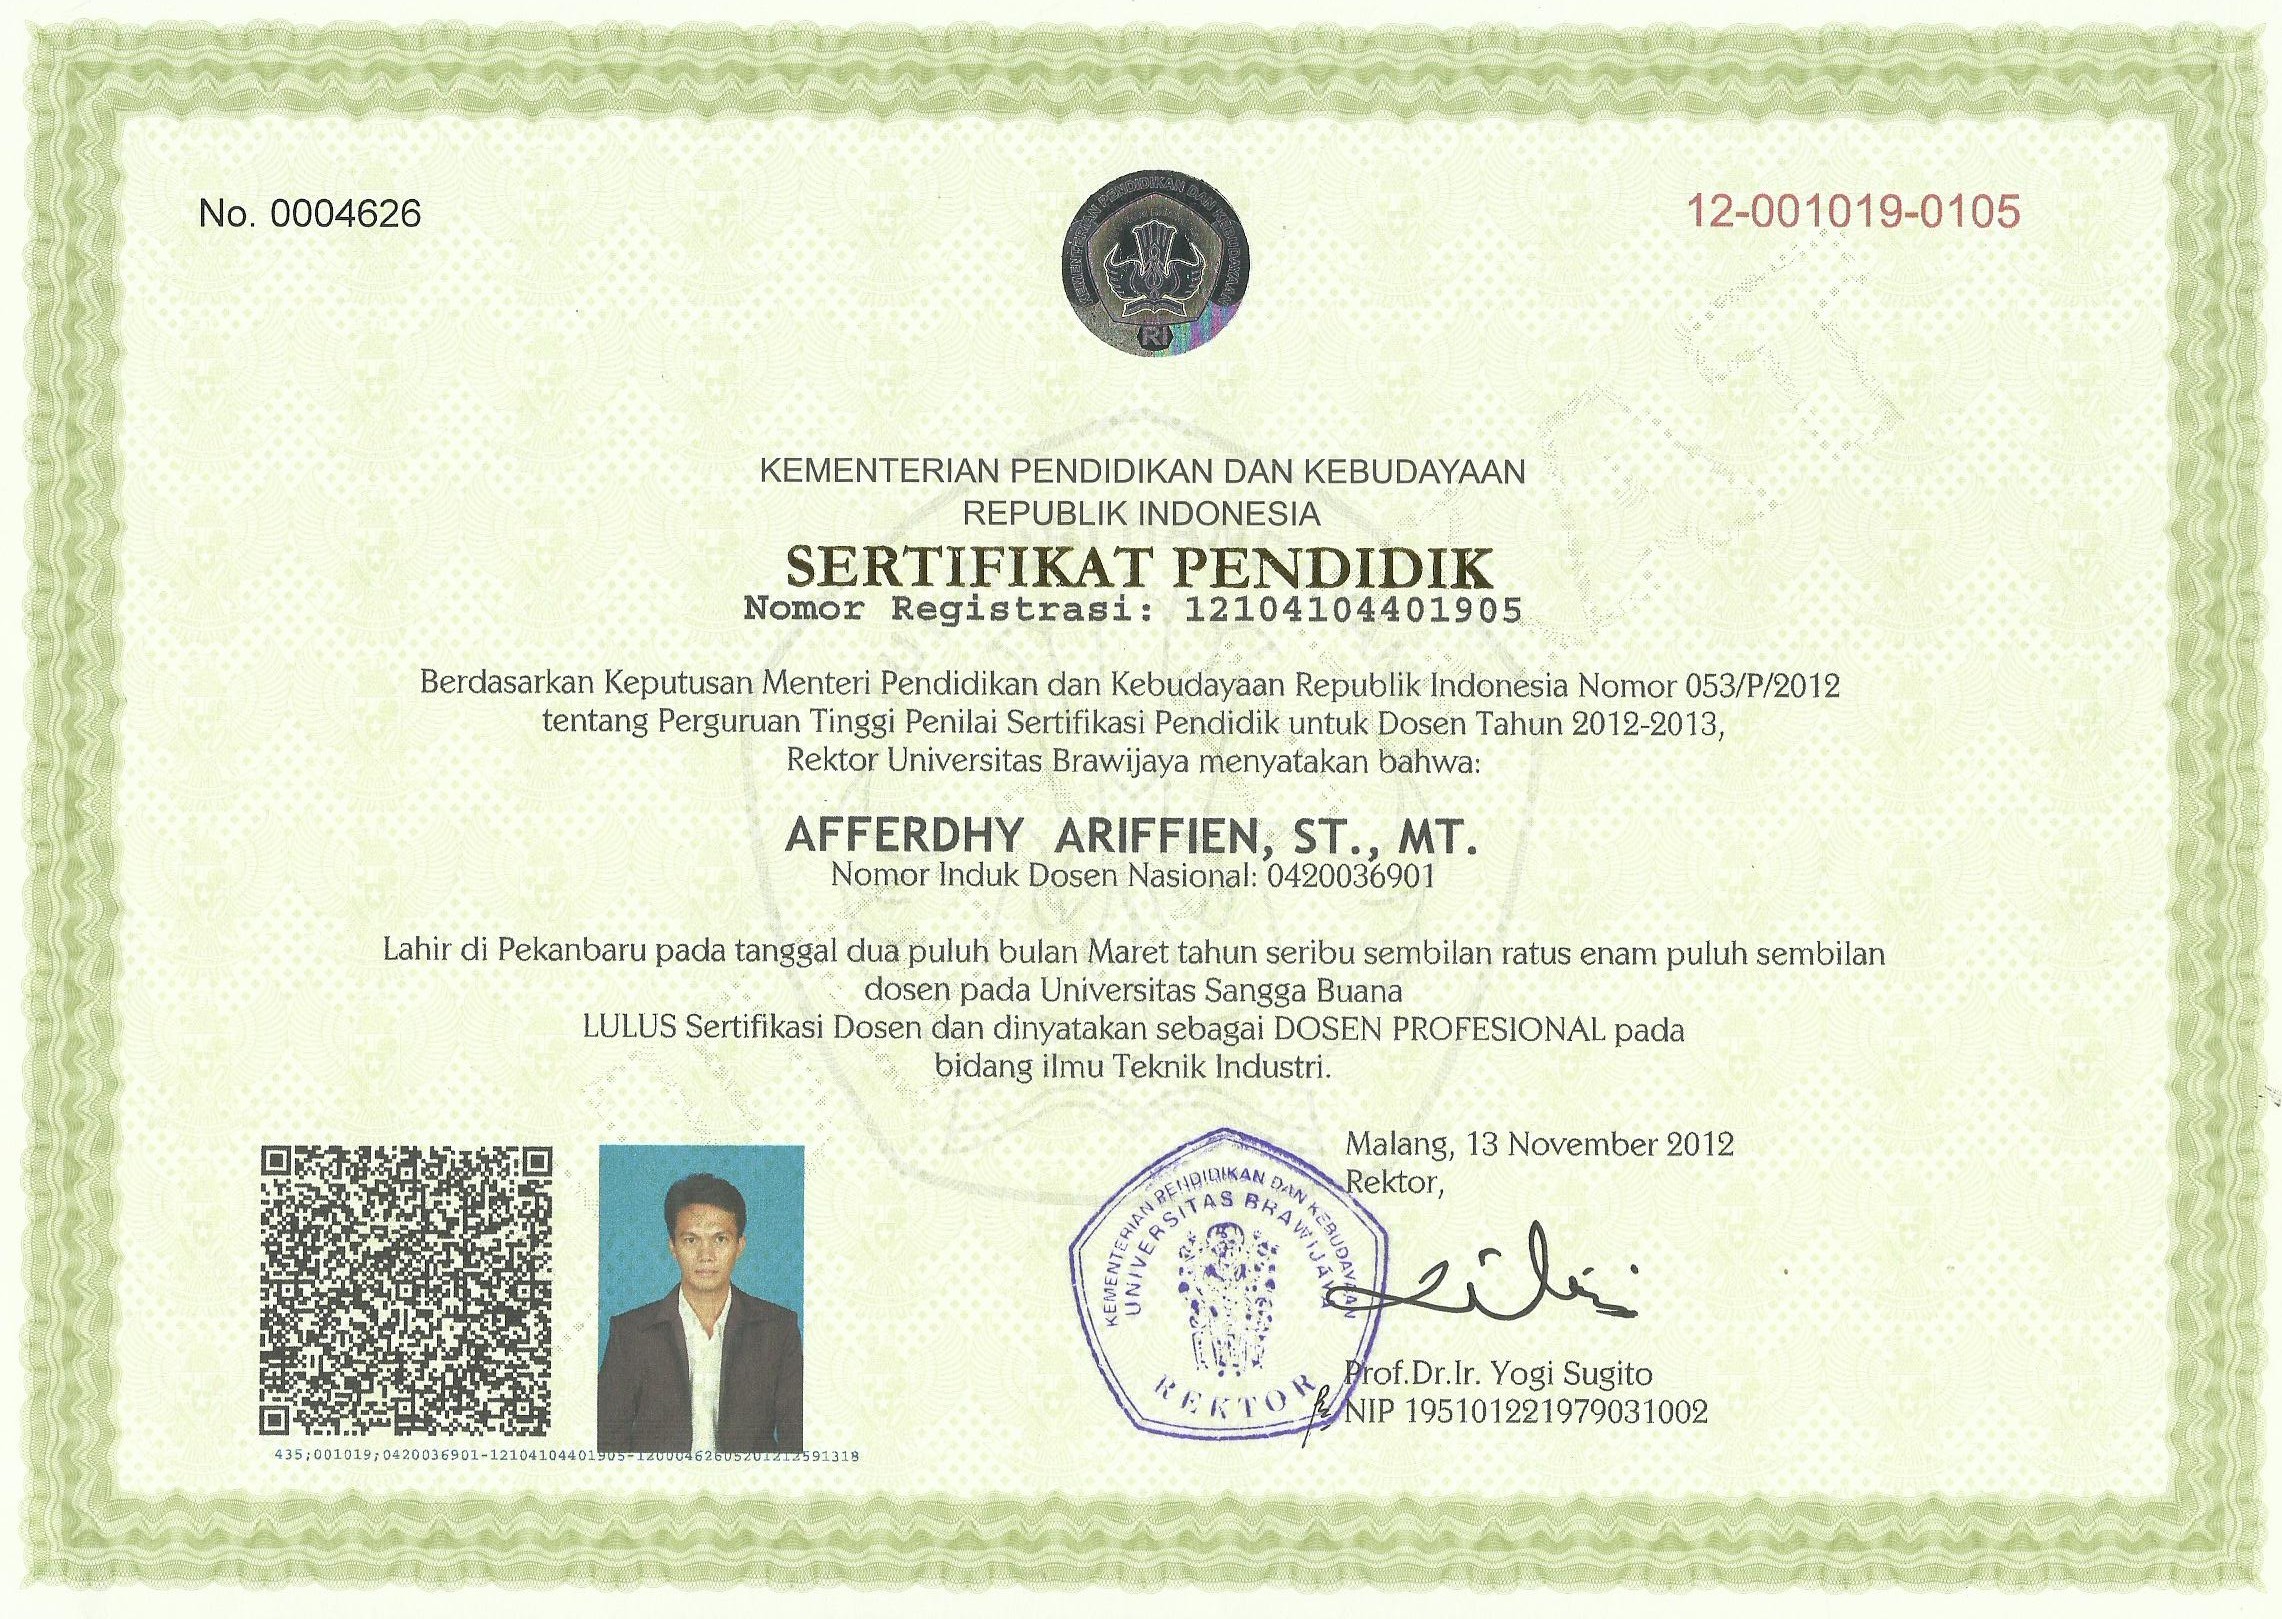 No. 0004626
12-001019-0105
KEMENTERIAN PENDIDIKAN DAN KEBUDAYAAN
RI
KEMENTERIAN PENDIDIKAN DAN KEBUDAYAAN
REPUBLIK INDONESIA
SERTIFIKAT PENDIDIK
Nomor Registrasi: 12104104401905
Berdasarkan Keputusan Menteri Pendidikan dan Kebudayaan Republik Indonesia Nomor 053/P/2012
tentang Perguruan Tinggi Penilai Sertifikasi Pendidik untuk Dosen Tahun 2012-2013,
Rektor Universitas Brawijaya menyatakan bahwa:
AFFERDHY ARIFFIEN, ST., MT.
Nomor Induk Dosen Nasional: 0420036901
Lahir di Pekanbaru pada tanggal dua puluh bulan Maret tahun seribu sembilan ratus enam puluh sembilan
dosen pada Universitas Sangga Buana
LULUS Sertifikasi Dosen dan dinyatakan sebagai DOSEN PROFESIONAL pada
bidang ilmu Teknik Industri.
Malang, 13 November 2012
Rektor,
KEMENTERIAN PENDIDIKAN DAN KEBUDAYAAN
UNIVERSITAS BRAWIJAYA
REKTOR
Prof.Dr.Ir. Yogi Sugito
NIP 195101221979031002
435;001019;0420036901-12104104401905-12000462605201212591318